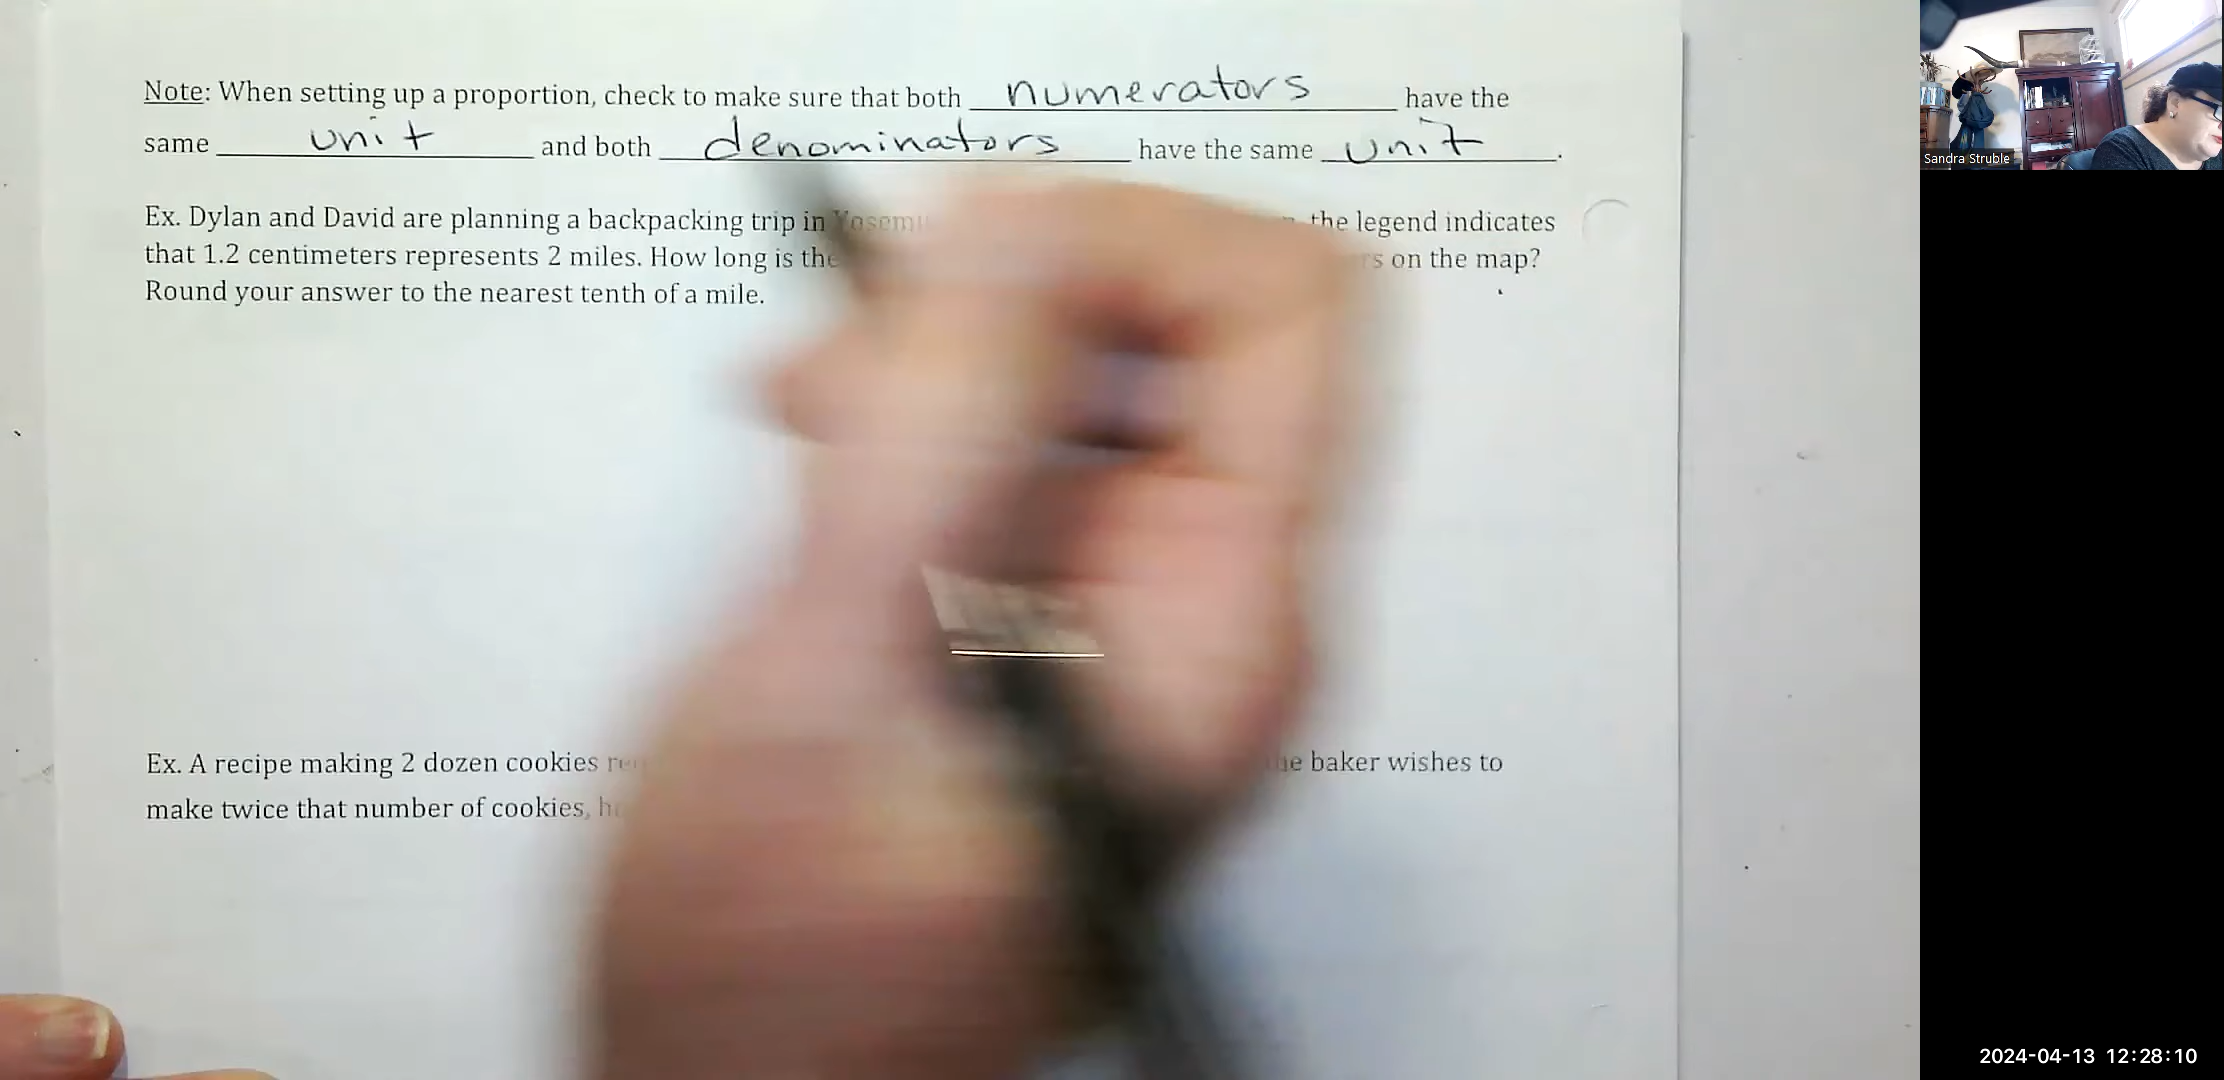 Note: When setting up a proportion, check to make sure that both numerators have the
same unit and both denominators have the same unit.
Ex. Dylan and David are planning a backpacking trip in the legend indicates
that 1.2 centimeters represents 2 miles. How long is the on the map?
Round your answer to the nearest tenth of a mile.
Ex. A recipe making 2 dozen cookies baker wishes to
make twice that number of cookies,
Sandra Struble
2024-04-13 12:28:10